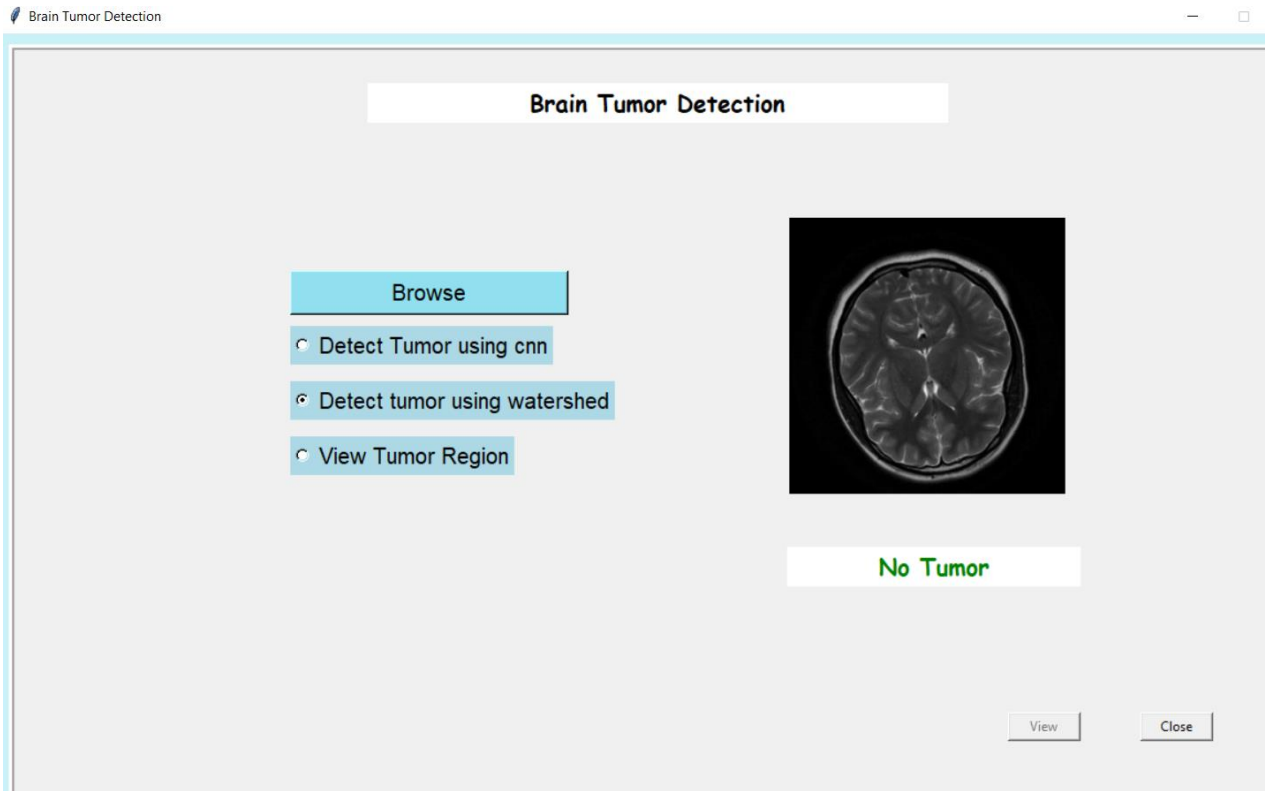 Brain Tumor Detection
Brain Tumor Detection
Browse
Detect Tumor using cnn
Detect tumor using watershed
View Tumor Region
No Tumor
View
Close